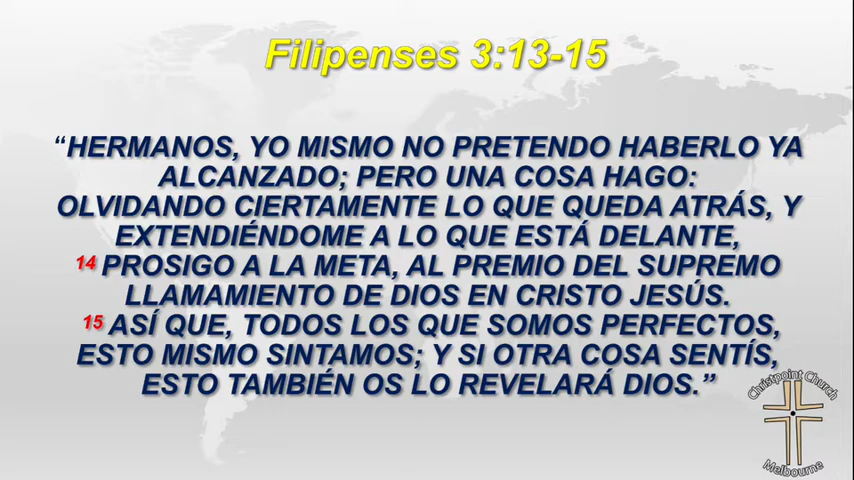 Filipenses 3:13-15
“HERMANOS, YO MISMO NO PRETENDO HABERLO YA
ALCANZADO; PERO UNA COSA HAGO:
OLVIDANDO CIERTAMENTE LO QUE QUEDA ATRÁS, Y
EXTENDIÉNDOME A LO QUE ESTÁ DELANTE,
14 PROSIGO A LA META, AL PREMIO DEL SUPREMO
LLAMAMIENTO DE DIOS EN CRISTO JESÚS.
15 ASÍ QUE, TODOS LOS QUE SOMOS PERFECTOS,
ESTO MISMO SINTAMOS; Y SI OTRA COSA SENTÍS,
ESTO TAMBIÉN OS LO REVELARÁ DIOS.”
Christpoint Church
Melbourne